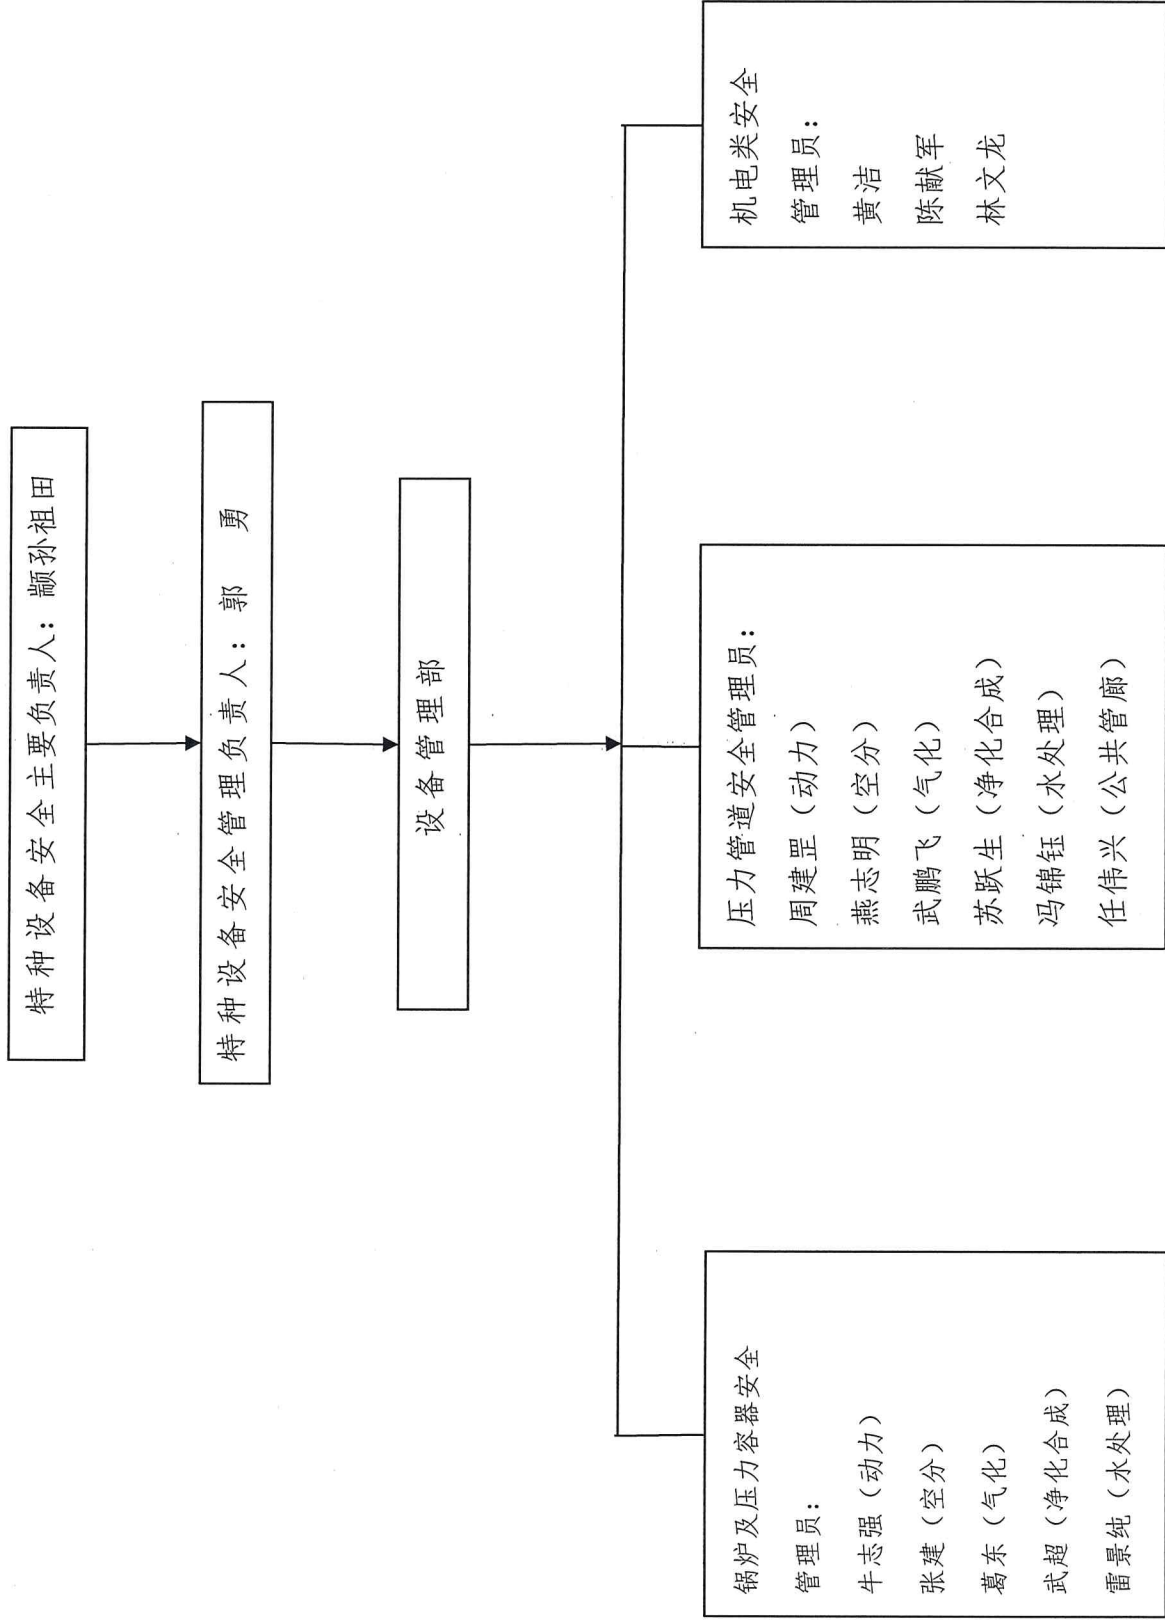 特种设备安全主要负责人：颛孙祖田
特种设备安全管理负责人：郭 勇
设备管理部
锅炉及压力容器安全
管理员：
牛志强（动力）
张建（空分）
葛东（气化）
武超（净化合成）
雷景纯（水处理）
压力管道安全管理员：
周建罡（动力）
燕志明（空分）
武鹏飞（气化）
苏跃生（净化合成）
冯锦钰（水处理）
任伟兴（公共管廊）
机电类安全
管理员：
黄洁
陈献军
林文龙